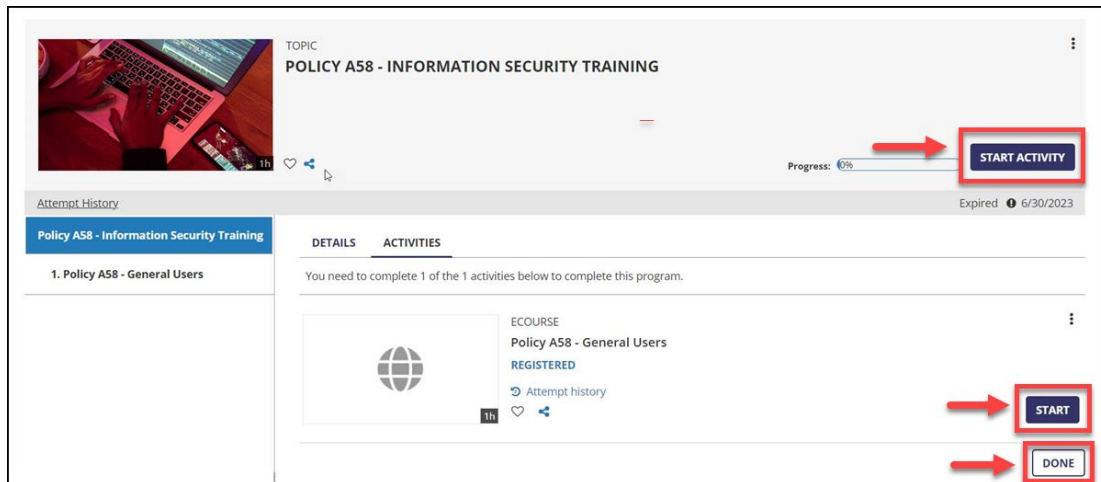 TOPIC
POLICY A58 - INFORMATION SECURITY TRAINING
1h
Progress: 0%
START ACTIVITY
Attempt History
Expired 6/30/2023
Policy A58 - Information Security Training
1. Policy A58 - General Users
DETAILS ACTIVITIES
You need to complete 1 of the 1 activities below to complete this program.
ECOURSE
Policy A58 - General Users
REGISTERED
Attempt history
1h
START
DONE